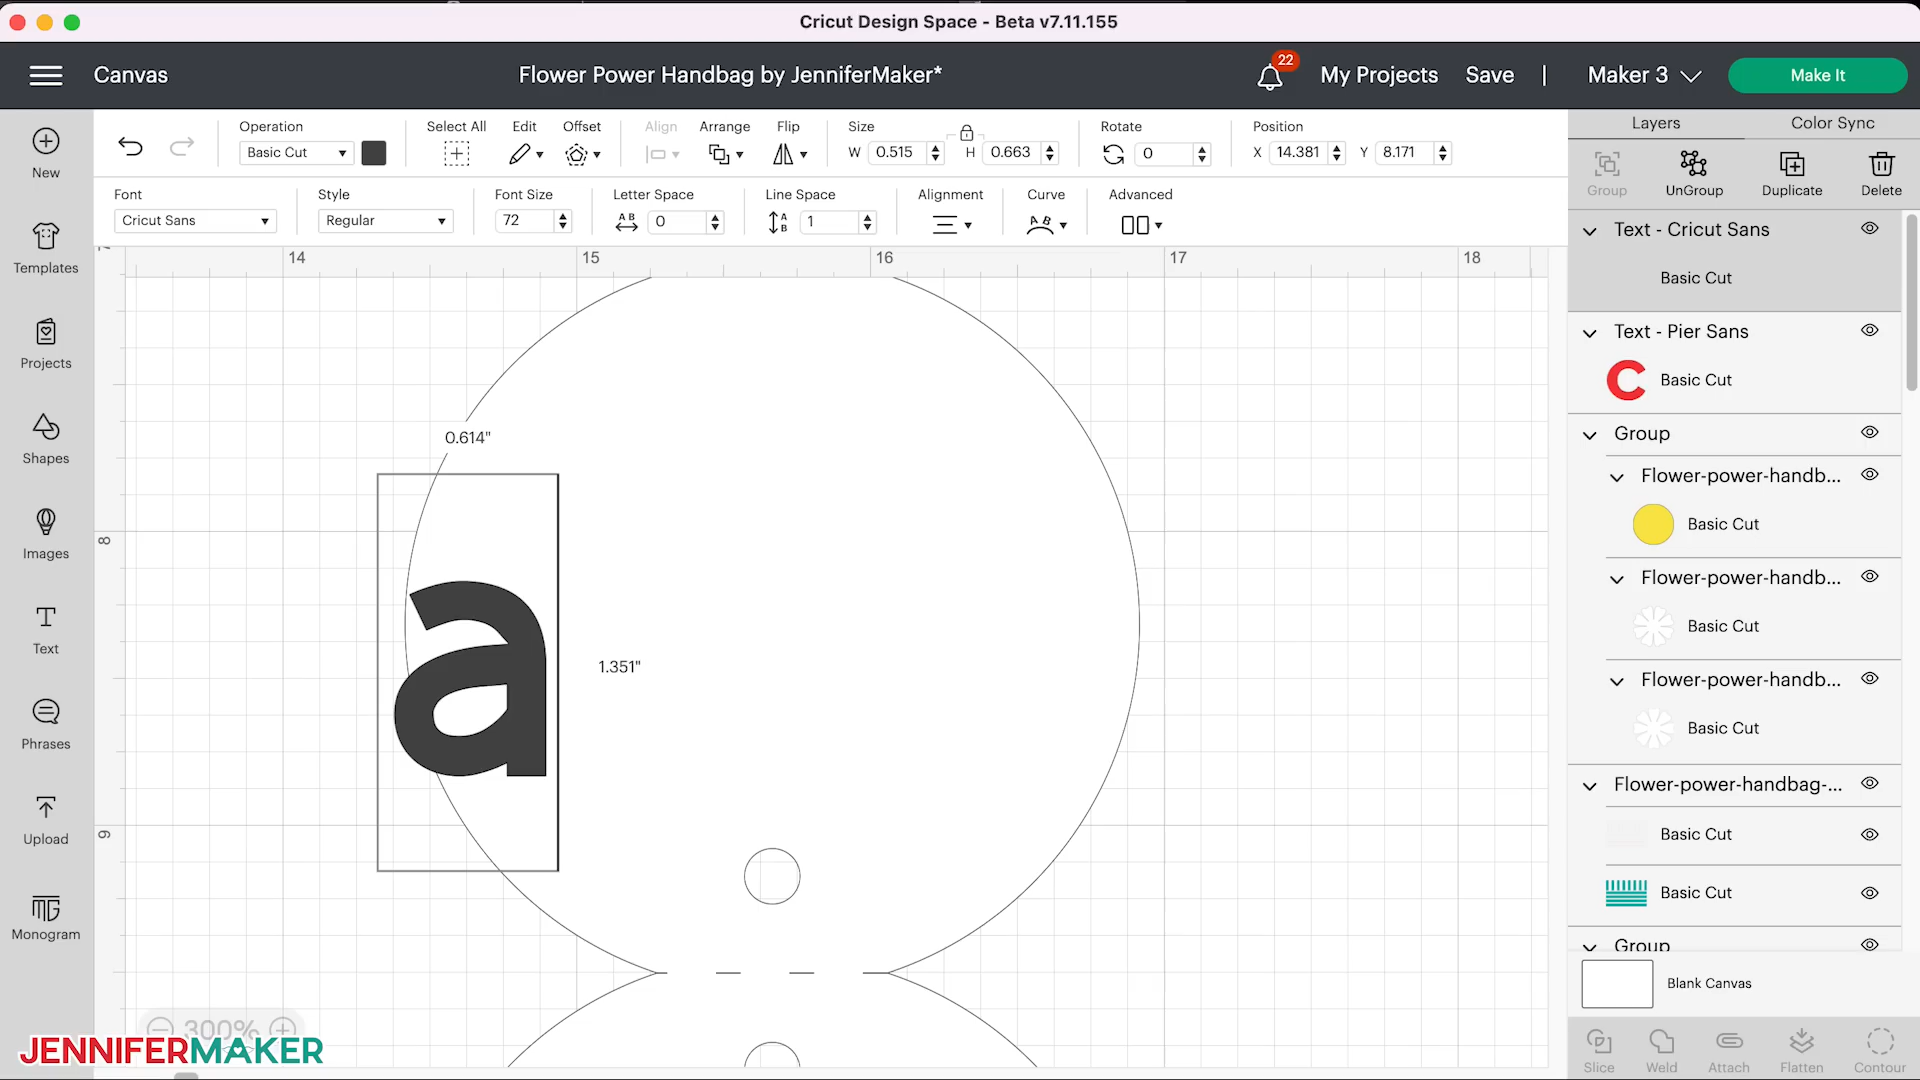 Cricut Design Space - Beta v7.11.155
Canvas
Flower Power Handbag by JenniferMaker*
22
My Projects
Save
|
Maker 3
Make It
Operation
Basic Cut
Select All
Edit
Offset
Align
Arrange
Flip
Size
W 0.515
H 0.663
Rotate
0
Position
X 14.381
Y 8.171
Font
Cricut Sans
Style
Regular
Font Size
72
Letter Space
0
Line Space
1
Alignment
Curve
Advanced
New
Templates
Projects
Shapes
Images
Text
Phrases
Upload
Monogram
14 15 16 17 18
8
9
0.614"
1.351"
a
300%
JENNIFERMAKER
Layers
Color Sync
Group
UnGroup
Duplicate
Delete
Text - Cricut Sans
Basic Cut
Text - Pier Sans
C Basic Cut
Group
Flower-power-handb...
Basic Cut
Flower-power-handb...
Basic Cut
Flower-power-handb...
Basic Cut
Flower-power-handbag-...
Basic Cut
Basic Cut
Group
Blank Canvas
Slice
Weld
Attach
Flatten
Contour